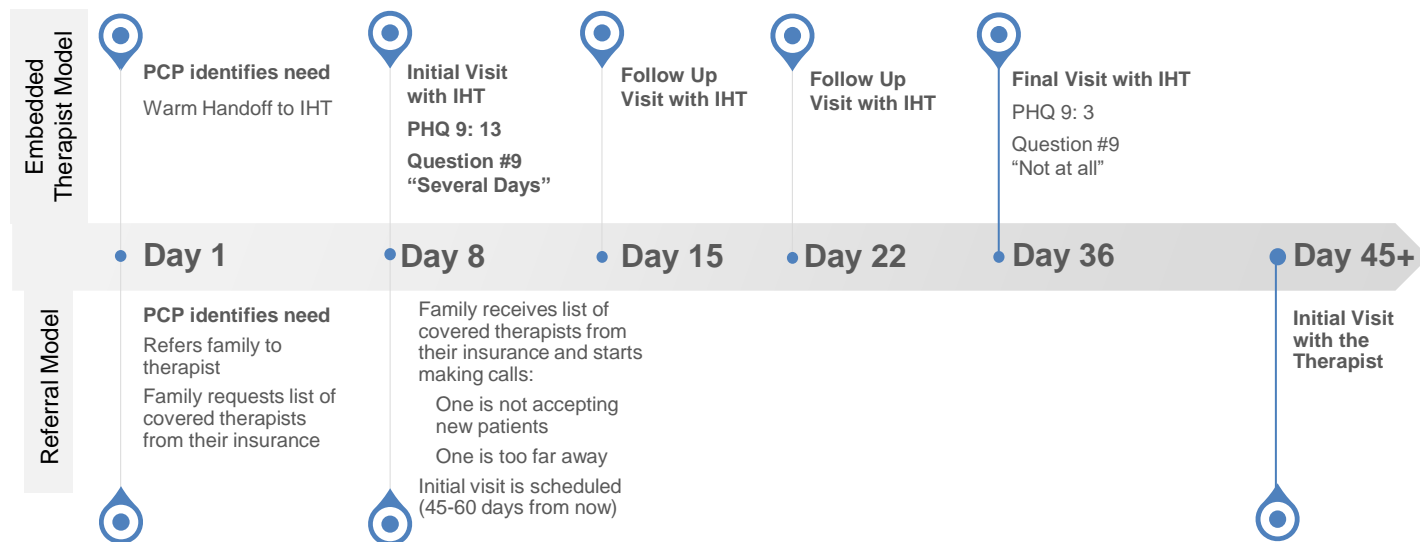 Embedded
Therapist Model
PCP identifies need
Warm Handoff to IHT
Initial Visit
with IHT
PHQ 9: 13
Question #9
“Several Days”
Follow Up
Visit with IHT
Follow Up
Visit with IHT
Final Visit with IHT
PHQ 9: 3
Question #9
“Not at all”
Day 1
Day 8
Day 15
Day 22
Day 36
Day 45+
Referral Model
PCP identifies need
Refers family to
therapist
Family requests list of
covered therapists
from their insurance
Family receives list of
covered therapists from
their insurance and starts
making calls:
One is not accepting
new patients
One is too far away
Initial visit is scheduled
(45-60 days from now)
Initial Visit
with the
Therapist